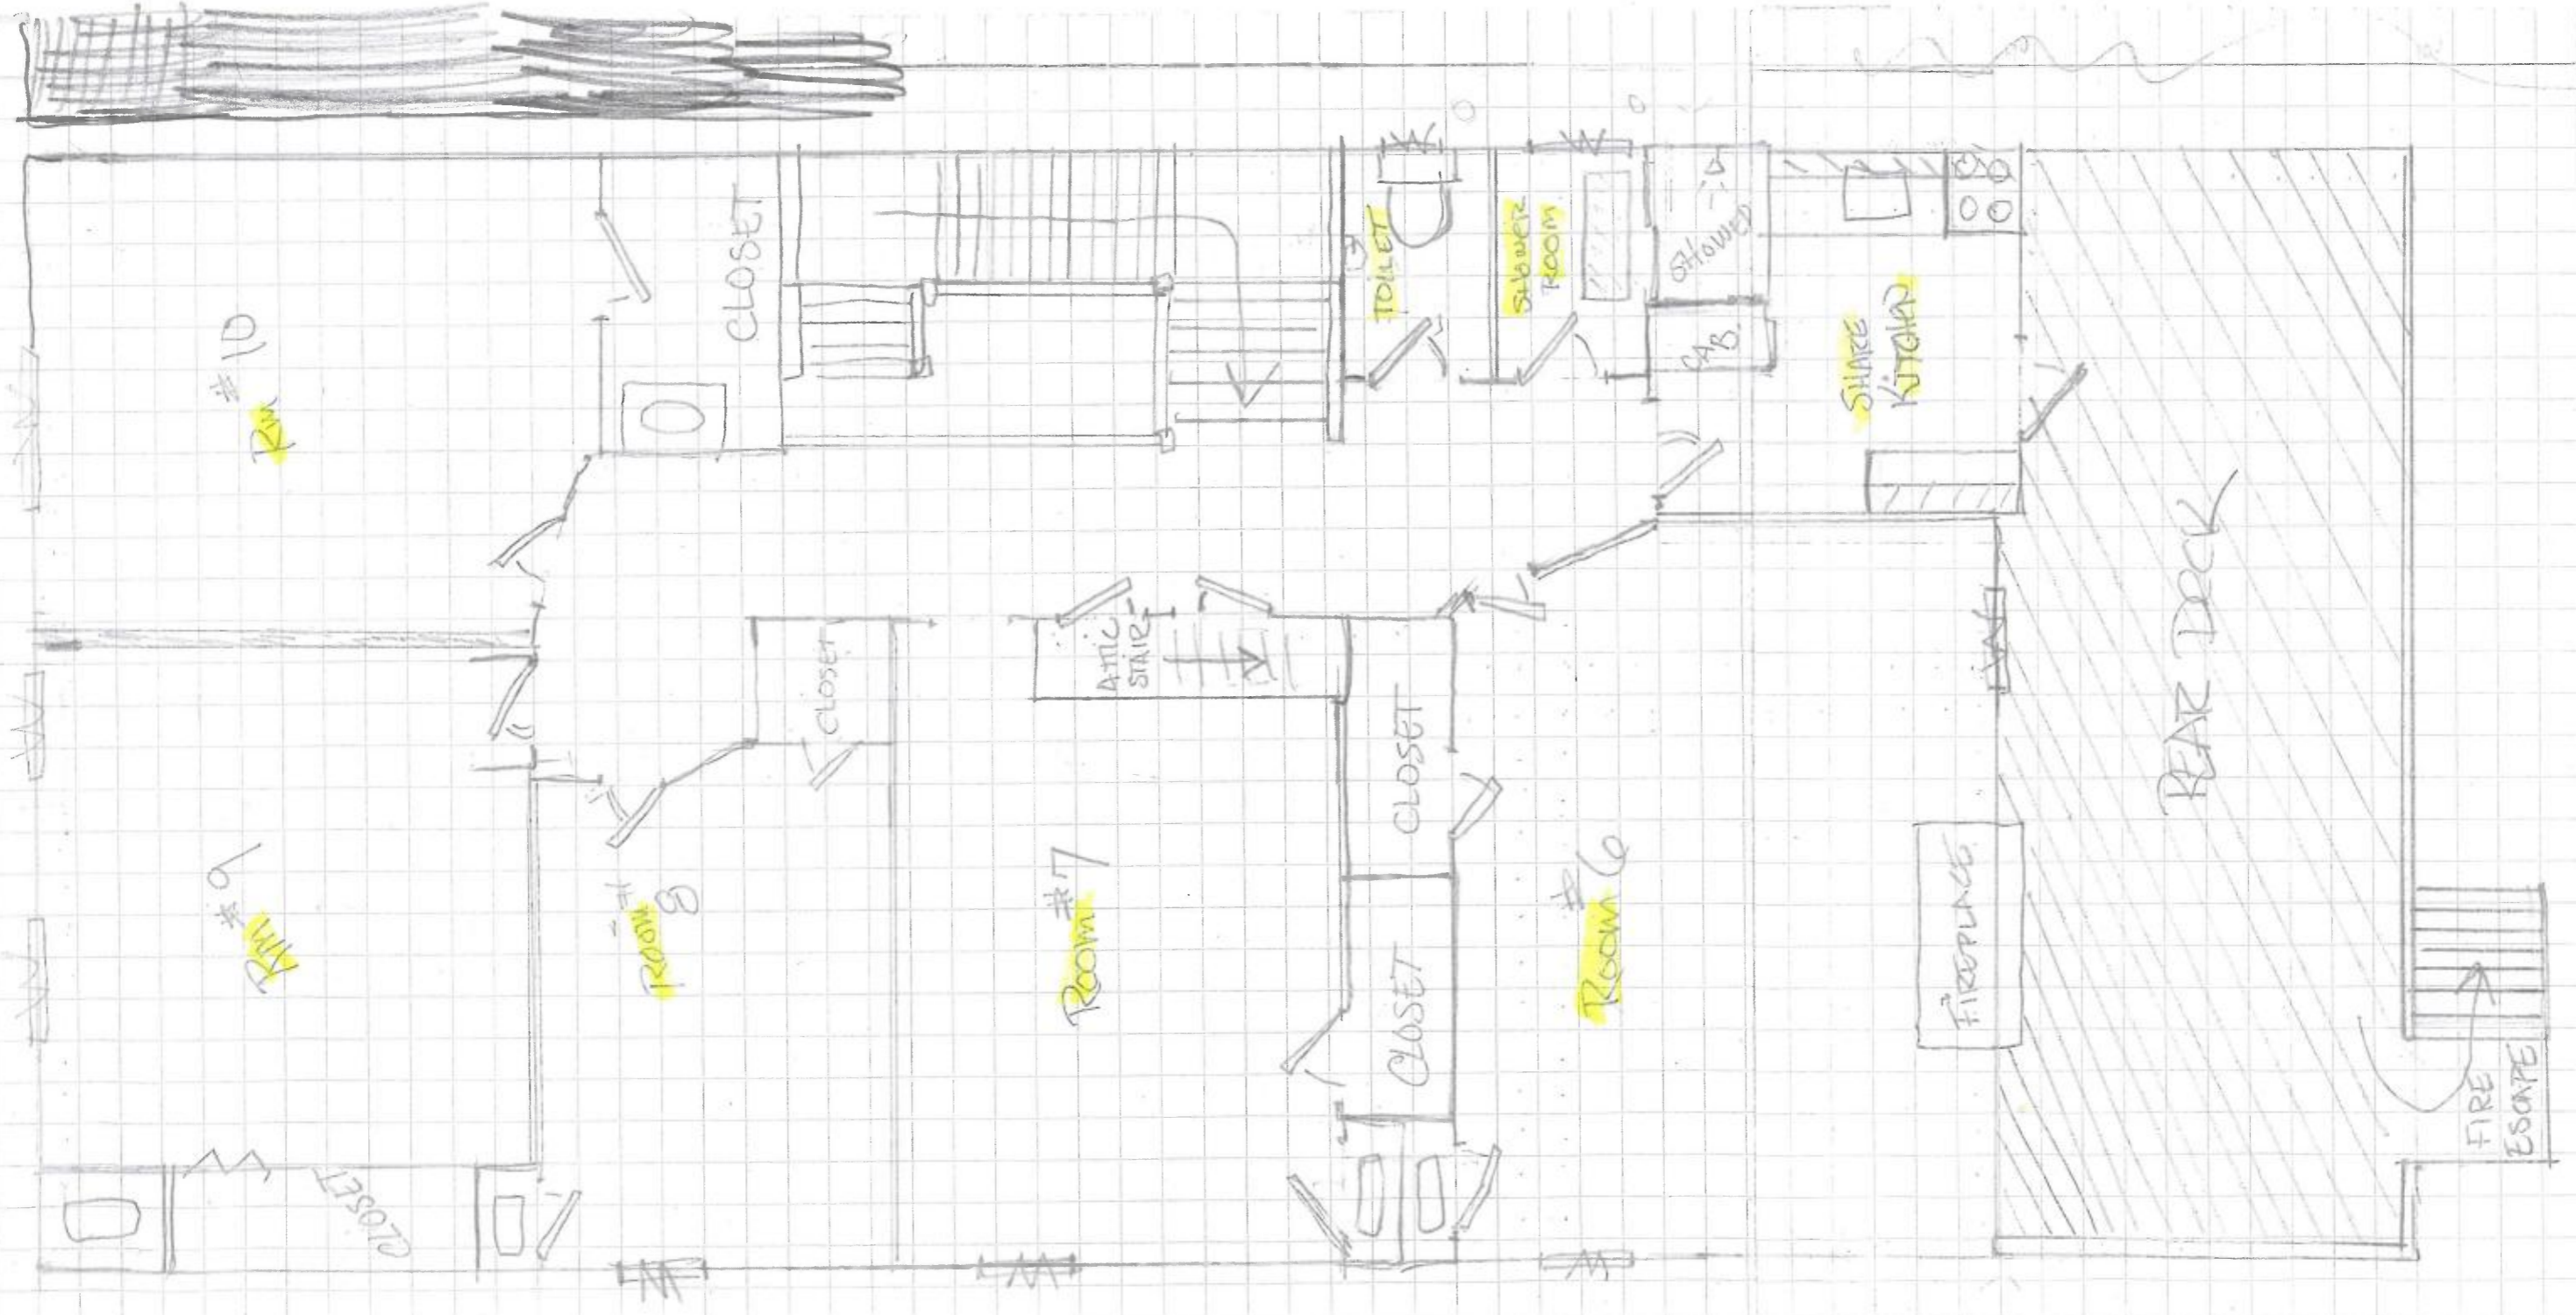 CLOSET
TOILET
SHOWER
ROOM
SHOWER
CAB.
SHARE
KITCHEN
Rm #10
CLOSET
ATTIC
STAIR
CLOSET
REAR DECK
Rm #9
Room #
8
Room #7
CLOSET
Room #6
FIREPLACE
CLOSET
FIRE
ESCAPE
W
W
W
W
W
W
W
W
W
W